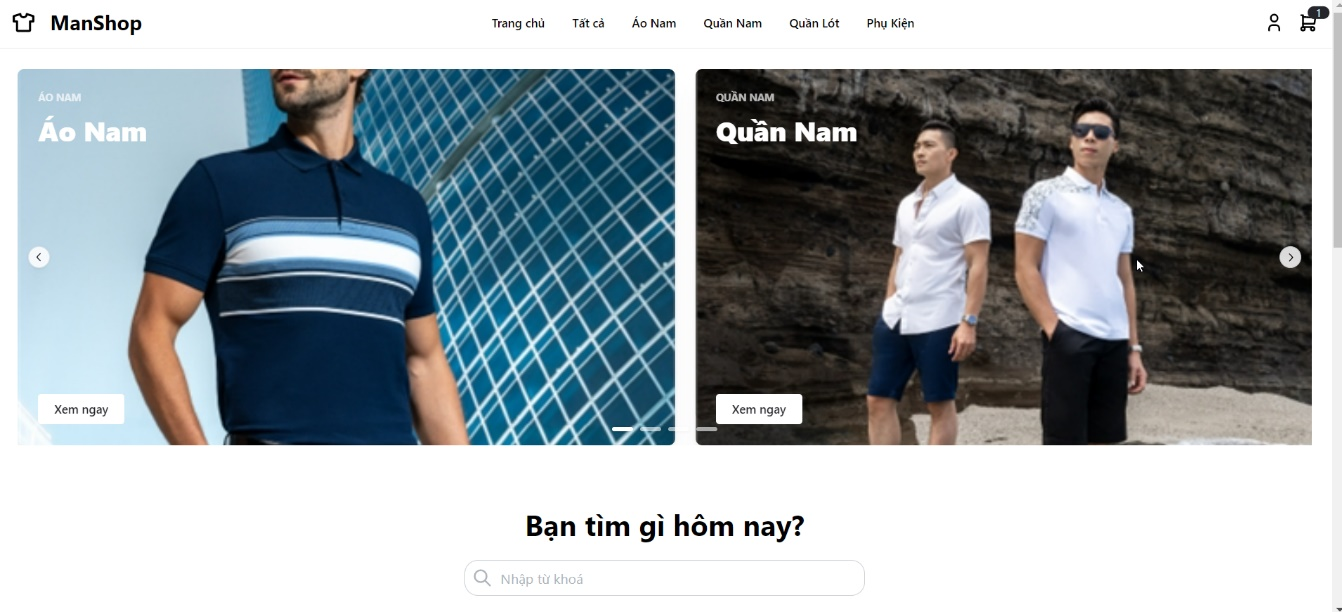 ManShop
Trang chủ Tất cả Áo Nam Quần Nam Quần Lót Phụ Kiện
1
ÁO NAM
Áo Nam
Xem ngay
QUẦN NAM
Quần Nam
Xem ngay
Bạn tìm gì hôm nay?
Nhập từ khoá